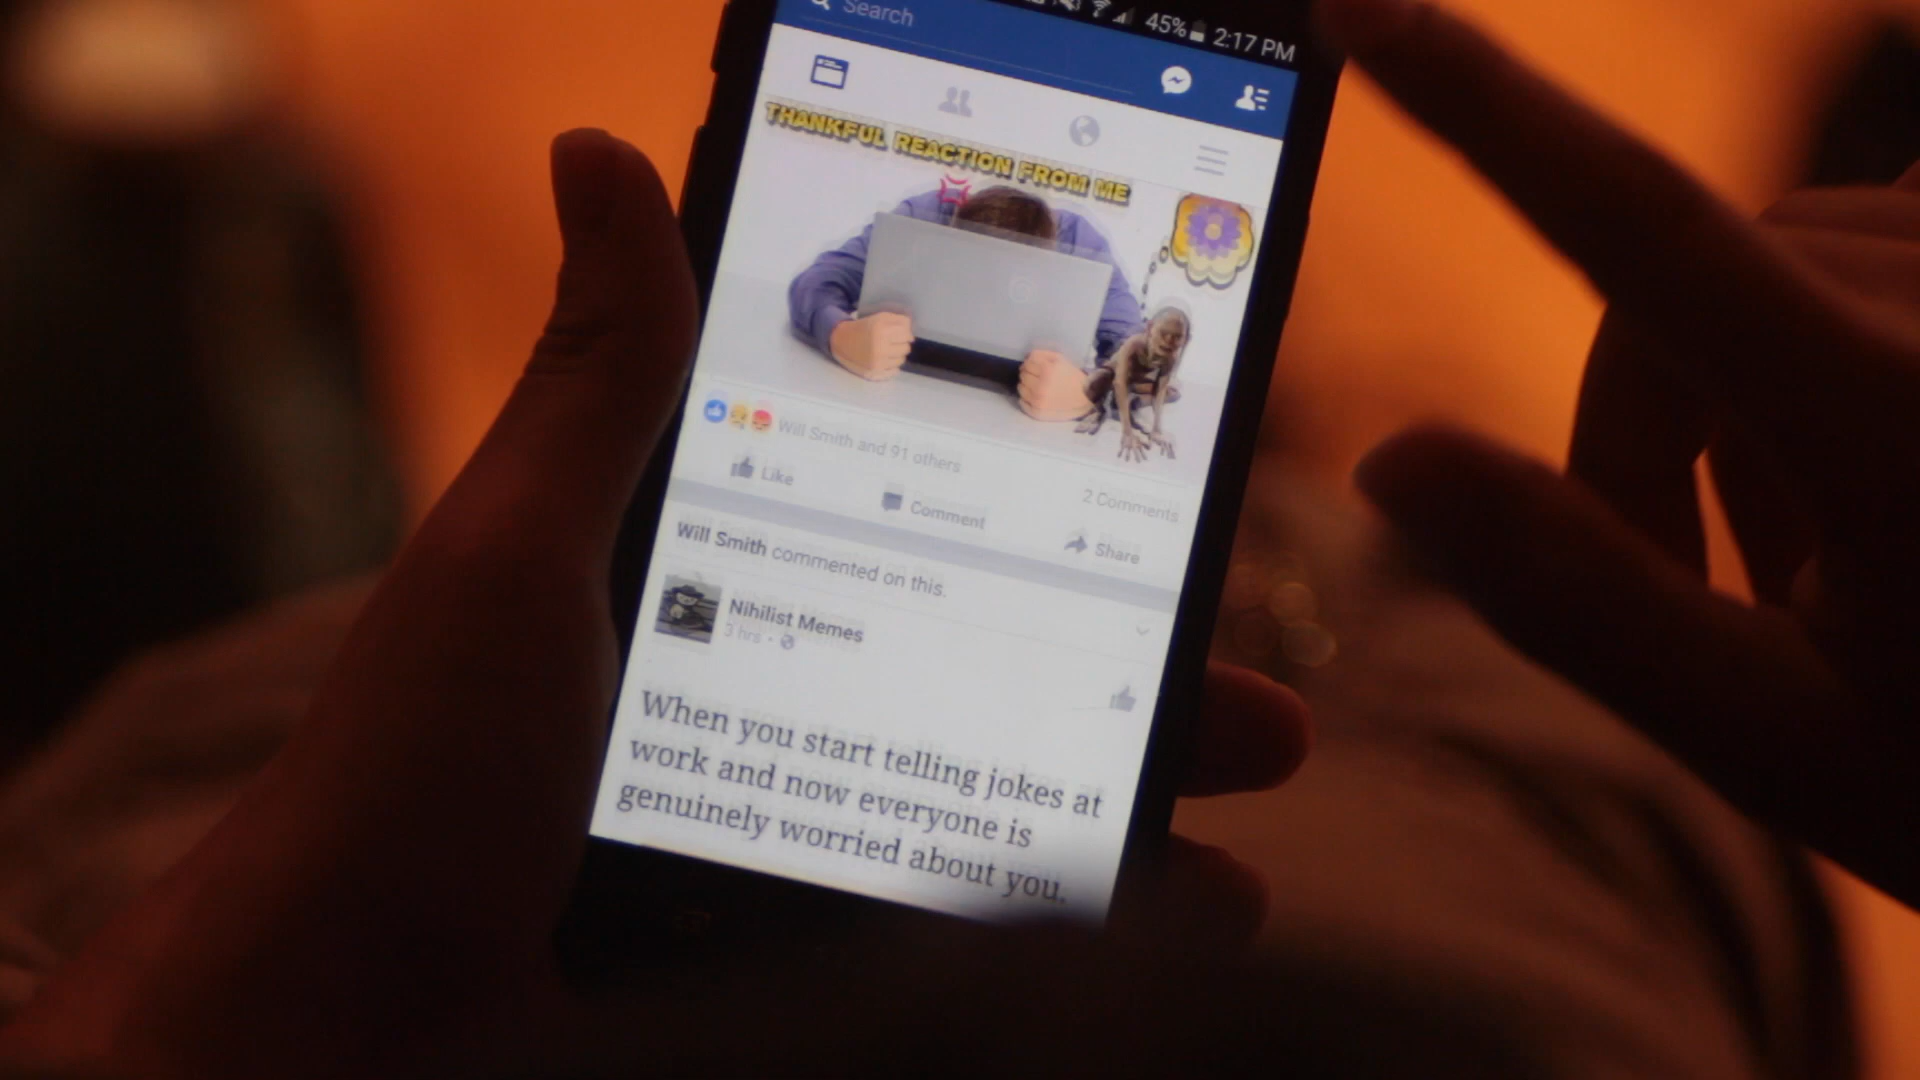 Search
45% 2:17 PM
THANKFUL REACTION FROM ME
Will Smith and 91 others
2 Comments
Like
Comment
Share
Will Smith commented on this.
Nihilist Memes
3 hrs
When you start telling jokes at
work and now everyone is
genuinely worried about you.